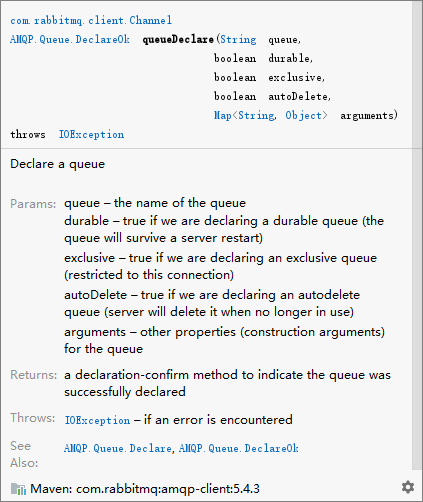 com.rabbitmq.client.Channel
AMQP.Queue.DeclareOk queueDeclare(String queue,
boolean durable,
boolean exclusive,
boolean autoDelete,
Map<String, Object> arguments)
throws IOException
Declare a queue
Params: queue – the name of the queue
durable – true if we are declaring a durable queue (the
queue will survive a server restart)
exclusive – true if we are declaring an exclusive queue
(restricted to this connection)
autoDelete – true if we are declaring an autodelete
queue (server will delete it when no longer in use)
arguments – other properties (construction arguments)
for the queue
Returns: a declaration-confirm method to indicate the queue was
successfully declared
Throws: IOException – if an error is encountered
See AMQP.Queue.Declare, AMQP.Queue.DeclareOk
Also:
Maven: com.rabbitmq:amqp-client:5.4.3